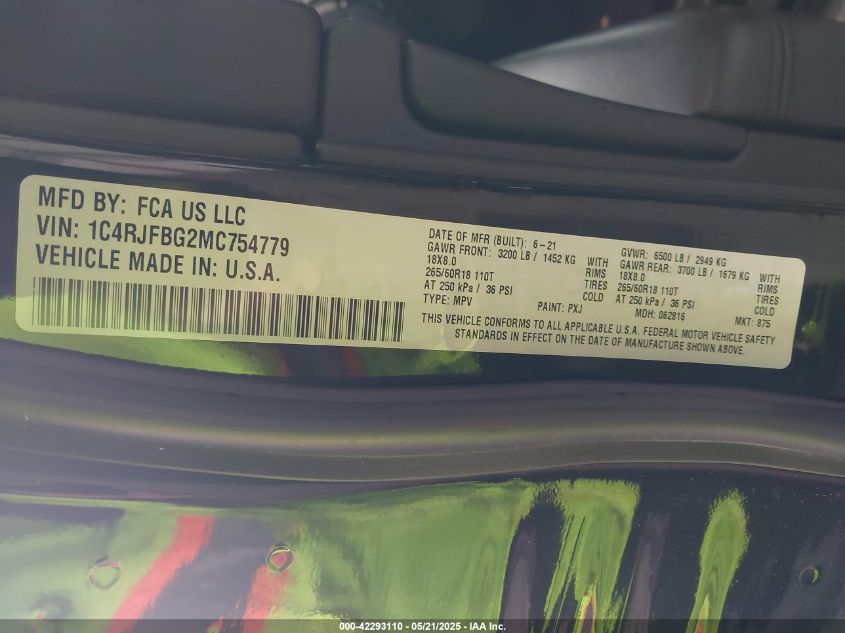 MFD BY: FCA US LLC
VIN: 1C4RJFBG2MC754779
VEHICLE MADE IN: U.S.A.
DATE OF MFR (BUILT): 6-21
GVWR: 6500 LB / 2949 KG
GAWR FRONT: 3200 LB / 1452 KG WITH
18X8.0 RIMS
265/60R18 110T TIRES
AT 250 kPa / 36 PSI COLD
GAWR REAR: 3700 LB / 1679 KG WITH
18X8.0 RIMS
265/60R18 110T TIRES
AT 250 kPa / 36 PSI COLD
TYPE: MPV PAINT: PXJ MDH: 062816 MKT: 875
THIS VEHICLE CONFORMS TO ALL APPLICABLE U.S.A. FEDERAL MOTOR VEHICLE SAFETY
STANDARDS IN EFFECT ON THE DATE OF MANUFACTURE SHOWN ABOVE.
000-42293110 - 05/21/2025 - IAA Inc.